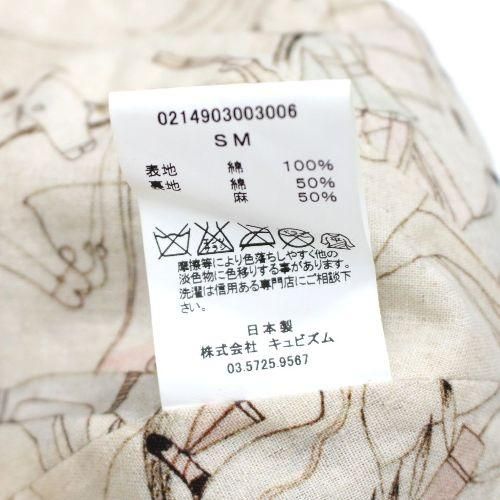 0214903003006
SM
表地 綿 100%
裏地 綿 50%
麻 50%
摩擦等により色落ちしやすく他の
淡色物に色移りする事があります。
洗濯は信用ある専門店にご相談下
さい。
日本製
株式会社 キュビズム
03.5725.9567